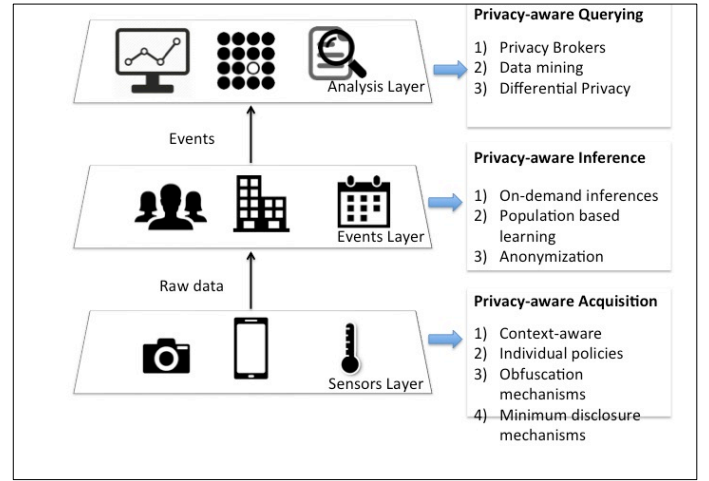 Privacy-aware Querying
1) Privacy Brokers
2) Data mining
3) Differential Privacy
Analysis Layer
Events
Privacy-aware Inference
1) On-demand inferences
2) Population based
learning
3) Anonymization
Events Layer
Raw data
Privacy-aware Acquisition
1) Context-aware
2) Individual policies
3) Obfuscation
mechanisms
4) Minimum disclosure
mechanisms
Sensors Layer